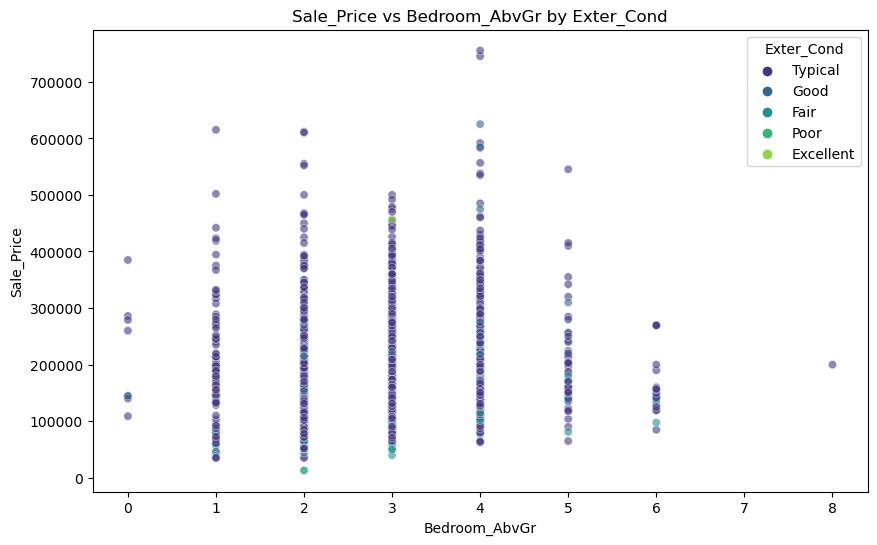 Sale_Price vs Bedroom_AbvGr by Exter_Cond
Exter_Cond
Typical
Good
Fair
Poor
Excellent
Sale_Price
700000
600000
500000
400000
300000
200000
100000
0
0 1 2 3 4 5 6 7 8
Bedroom_AbvGr